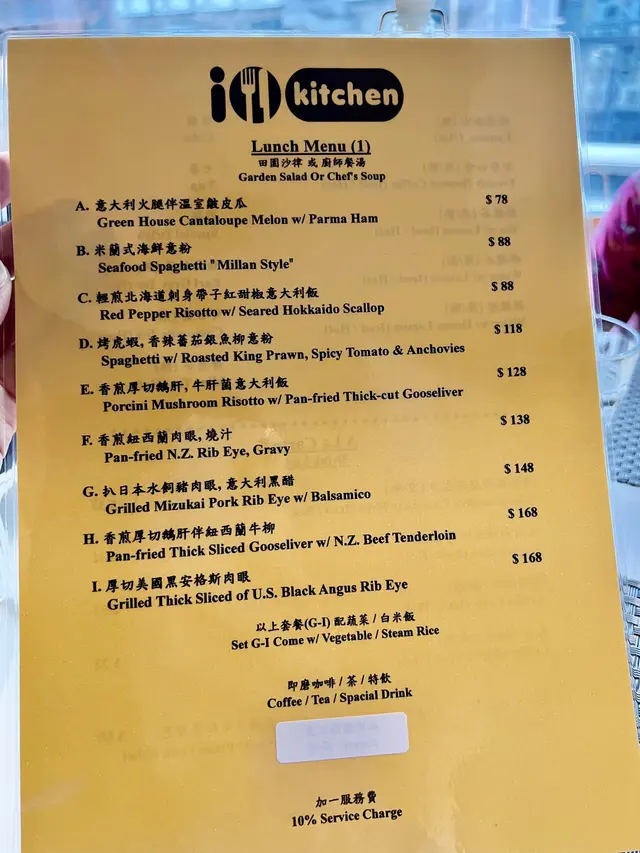 i kitchen
Lunch Menu (1)
田園沙律 或 廚師餐湯
Garden Salad Or Chef's Soup
A. 意大利火腿伴溫室皺皮瓜 $ 78
Green House Cantaloupe Melon w/ Parma Ham
B. 米蘭式海鮮意粉 $ 88
Seafood Spaghetti "Millan Style"
C. 輕煎北海道刺身帶子紅甜椒意大利飯 $ 88
Red Pepper Risotto w/ Seared Hokkaido Scallop
D. 烤虎蝦, 香辣蕃茄銀魚柳意粉 $ 118
Spaghetti w/ Roasted King Prawn, Spicy Tomato & Anchovies
E. 香煎厚切鵝肝, 牛肝菌意大利飯 $ 128
Porcini Mushroom Risotto w/ Pan-fried Thick-cut Gooseliver
F. 香煎紐西蘭肉眼, 燒汁 $ 138
Pan-fried N.Z. Rib Eye, Gravy
G. 扒日本水飼豬肉眼, 意大利黑醋 $ 148
Grilled Mizukai Pork Rib Eye w/ Balsamico
H. 香煎厚切鵝肝伴紐西蘭牛柳 $ 168
Pan-fried Thick Sliced Gooseliver w/ N.Z. Beef Tenderloin
I. 厚切美國黑安格斯肉眼 $ 168
Grilled Thick Sliced of U.S. Black Angus Rib Eye
以上套餐(G-I) 配蔬菜 / 白米飯
Set G-I Come w/ Vegetable / Steam Rice
即磨咖啡 / 茶 / 特飲
Coffee / Tea / Spacial Drink
加一服務費
10% Service Charge